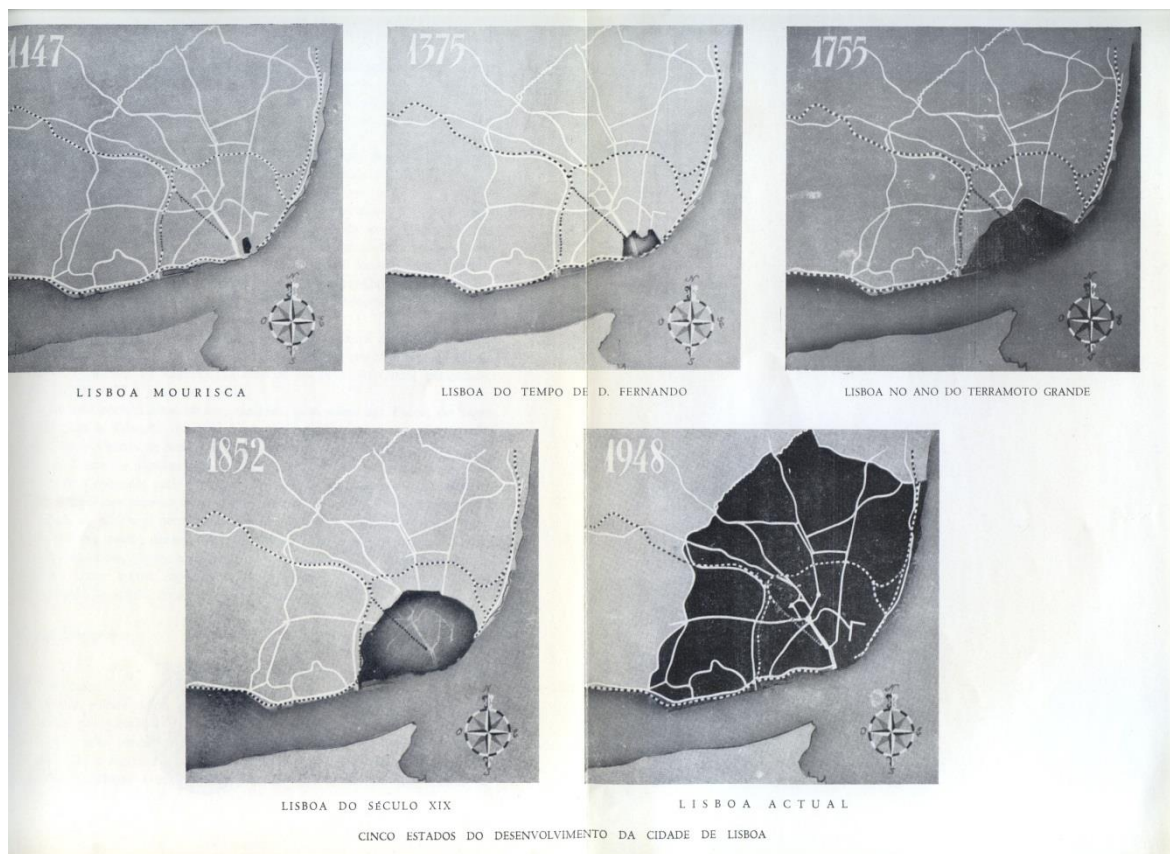 1147
1375
1755
LISBOA MOURISCA
LISBOA DO TEMPO DE D. FERNANDO
LISBOA NO ANO DO TERRAMOTO GRANDE
1852
1948
LISBOA DO SÉCULO XIX
LISBOA ACTUAL
CINCO ESTADOS DO DESENVOLVIMENTO DA CIDADE DE LISBOA